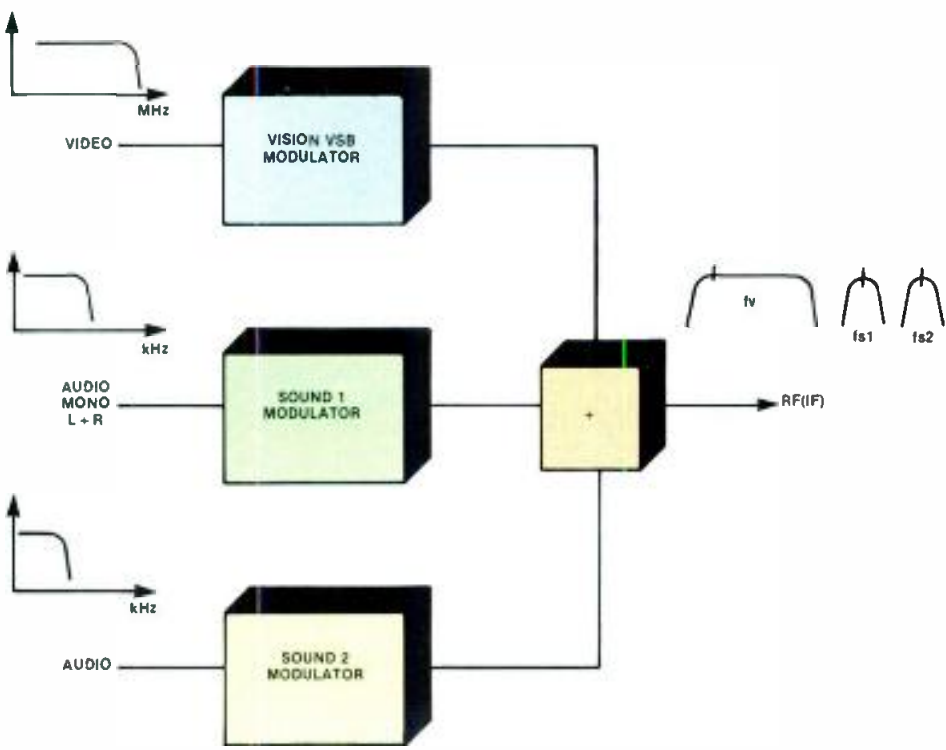 MHz
VIDEO
VISION VSB
MODULATOR
kHz
AUDIO
MONO
L + R
SOUND 1
MODULATOR
fv
fs1
fs2
+
RF(IF)
kHz
AUDIO
SOUND 2
MODULATOR